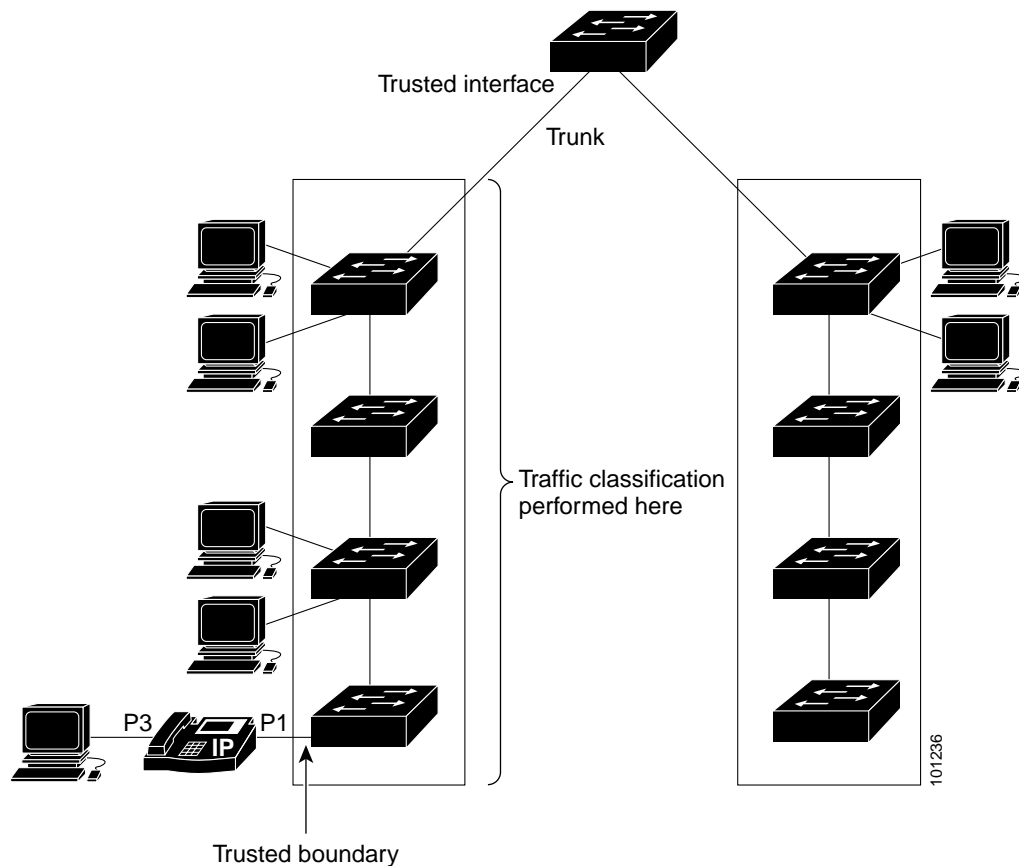 Trusted interface
Trunk
Traffic classification
performed here
P3
IP
P1
101236
Trusted boundary